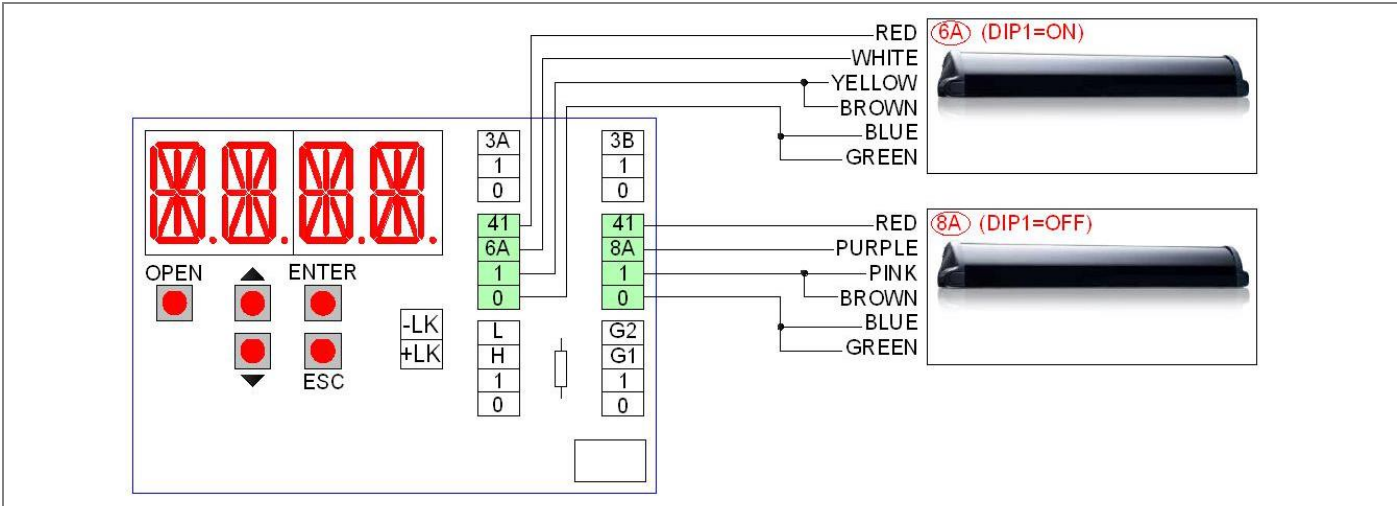 RED
WHITE
YELLOW
BROWN
BLUE
GREEN
6A (DIP1=ON)
RED
PURPLE
PINK
BROWN
BLUE
GREEN
8A (DIP1=OFF)
OPEN
ENTER
ESC
-LK
+LK
3A
1
0
41
6A
1
0
L
H
1
0
3B
1
0
41
8A
1
0
G2
G1
1
0